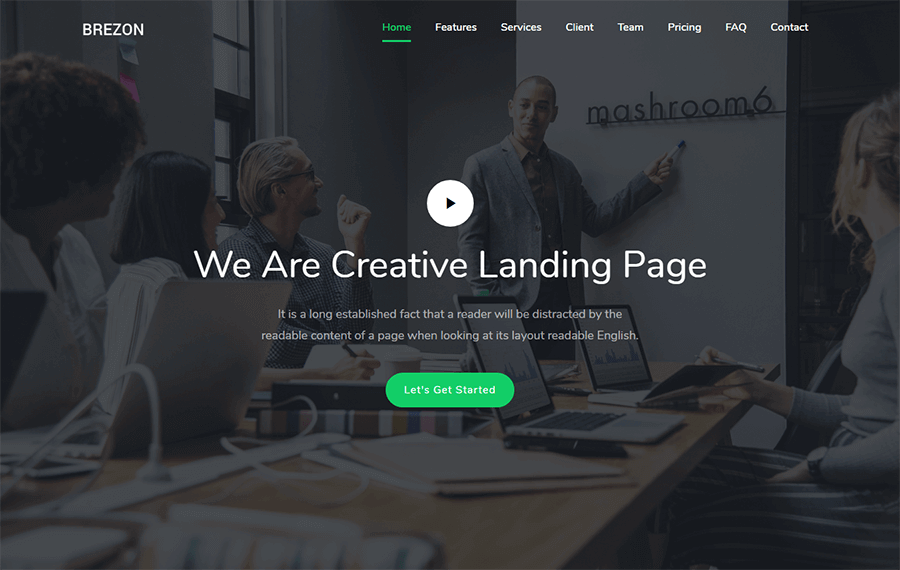 BREZON
Home Features Services Client Team Pricing FAQ Contact
mashroom6
We Are Creative Landing Page
It is a long established fact that a reader will be distracted by the
readable content of a page when looking at its layout readable English.
Let's Get Started